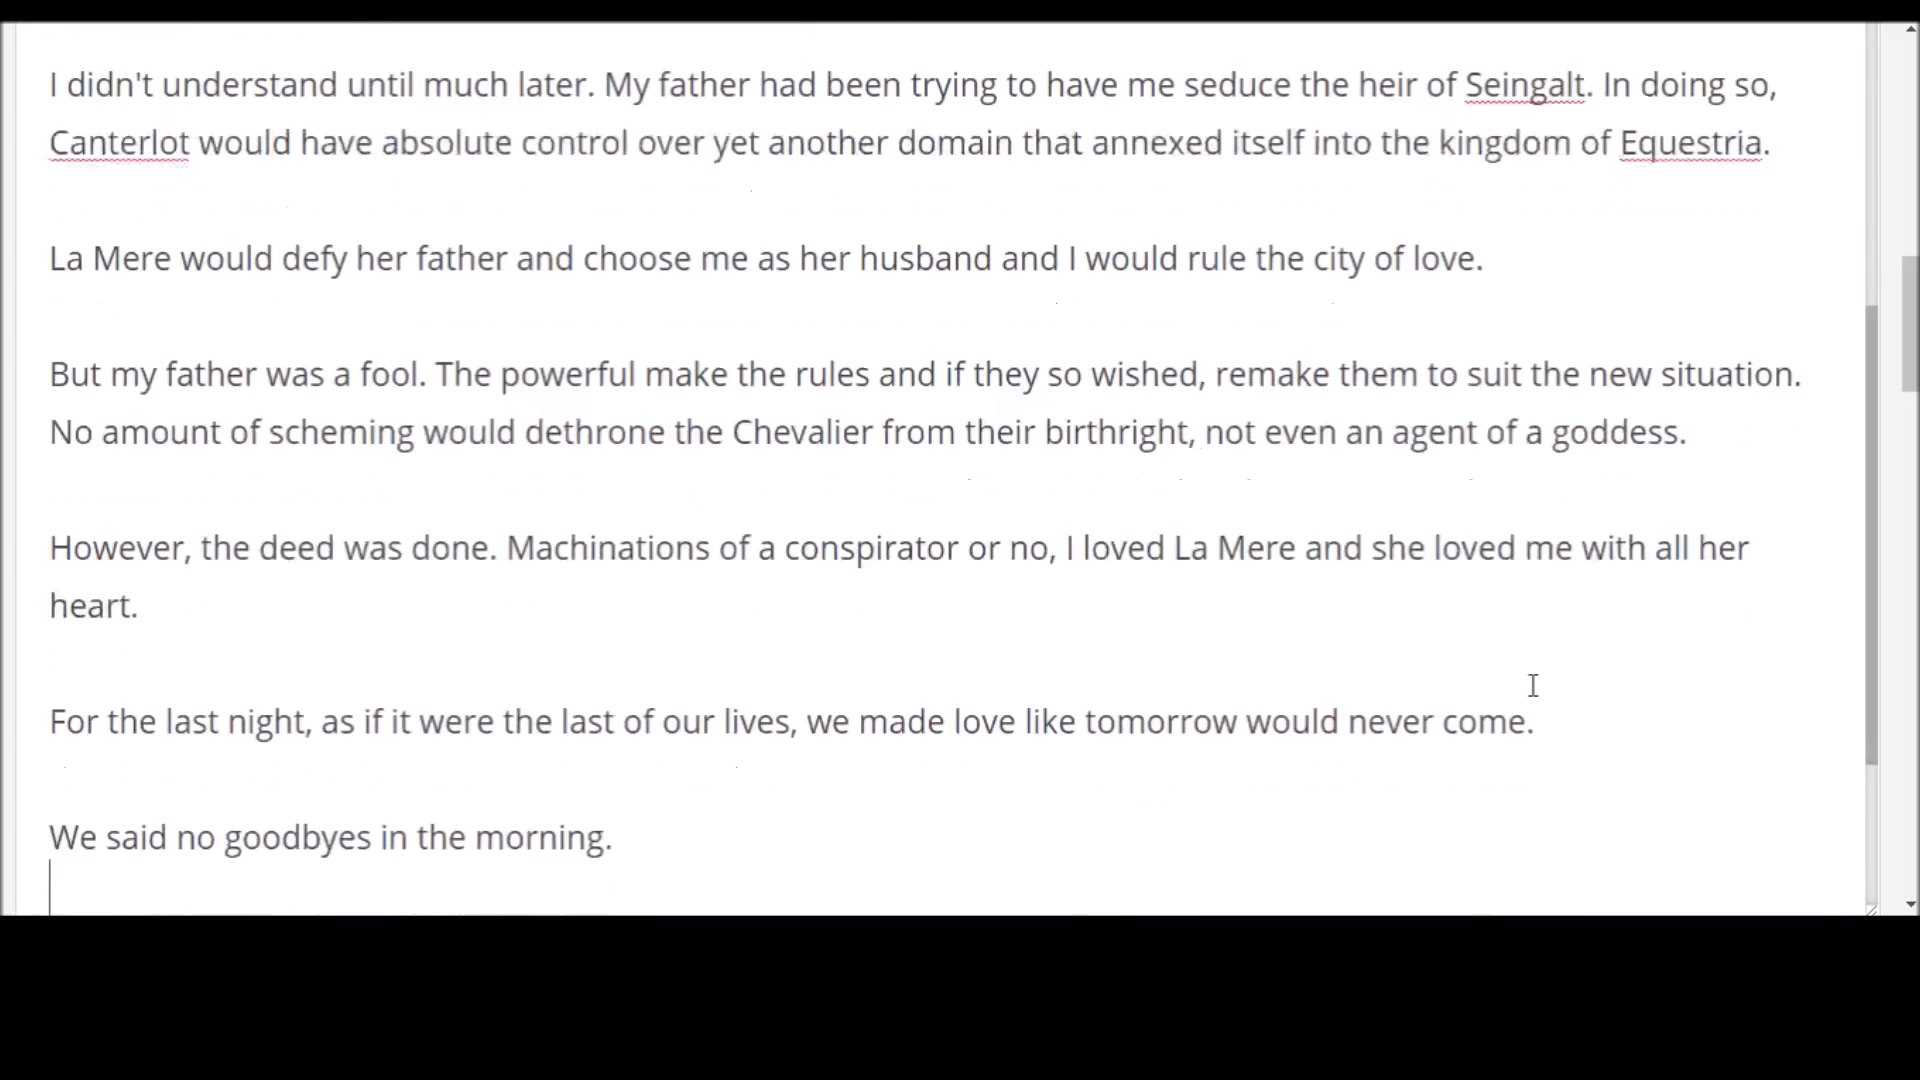 I didn't understand until much later. My father had been trying to have me seduce the heir of Seingalt. In doing so,
Canterlot would have absolute control over yet another domain that annexed itself into the kingdom of Equestria.
La Mere would defy her father and choose me as her husband and I would rule the city of love.
But my father was a fool. The powerful make the rules and if they so wished, remake them to suit the new situation.
No amount of scheming would dethrone the Chevalier from their birthright, not even an agent of a goddess.
However, the deed was done. Machinations of a conspirator or no, I loved La Mere and she loved me with all her
heart.
For the last night, as if it were the last of our lives, we made love like tomorrow would never come.
We said no goodbyes in the morning.